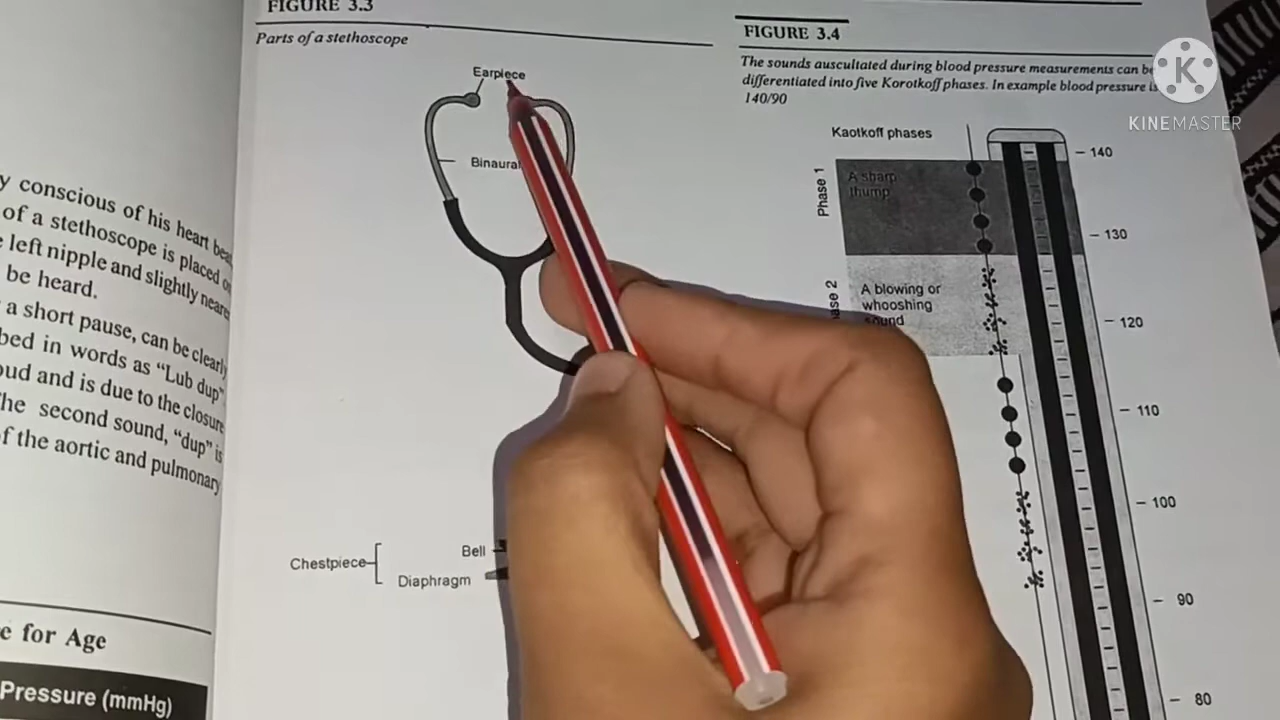 y conscious of his heart beat
of a stethoscope is placed
left nipple and slightly
be heard.
a short pause, can be clearly
bed in words as “Lub dup”
oud and is due to the closure
The second sound, “dup” is
of the aortic and pulmonary
e for Age
Pressure (mmHg)
FIGURE 3.3
Parts of a stethoscope
Earpiece
Binaural
Chestpiece
Bell
Diaphragm
FIGURE 3.4
The sounds auscultated during blood pressure measurements can be
differentiated into five Korotkoff phases. In example blood pressure is
140/90
Kaotkoff phases
Phase 1
A sharp
thump
ase 2
A blowing or
whooshing
sound
140
130
120
110
100
90
80
K
KINEMASTER